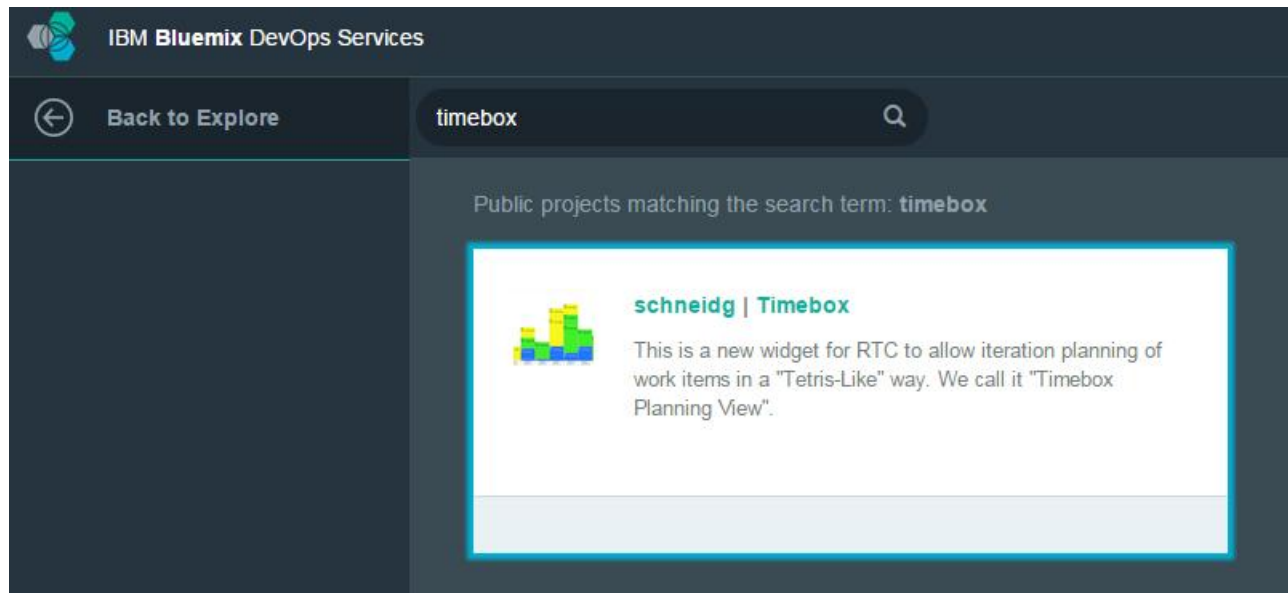 IBM Bluemix DevOps Services
Back to Explore
timebox
Public projects matching the search term: timebox
schneidg | Timebox
This is a new widget for RTC to allow iteration planning of
work items in a "Tetris-Like" way. We call it "Timebox
Planning View".